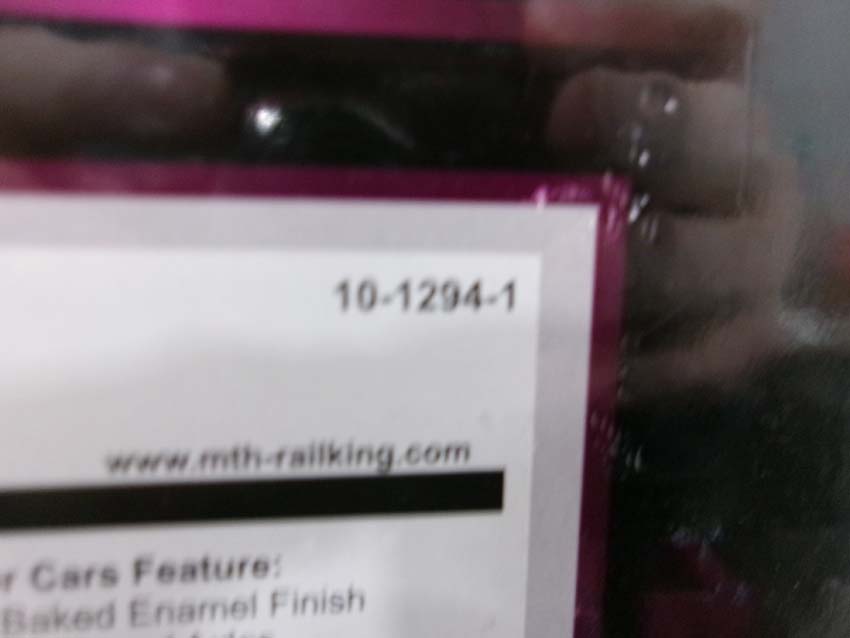 10-1294-1
www.mth-railking.com
r Cars Feature:
Baked Enamel Finish